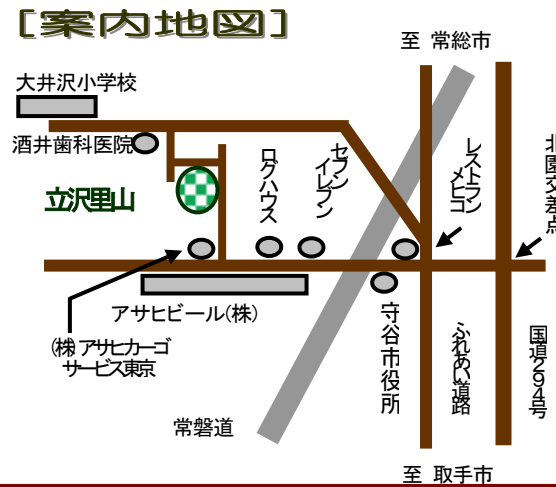 ［案内地図］
至 常総市
大井沢小学校
酒井歯科医院
立沢里山
ログハウス
セブン
イレブン
レストラン
メヒコ
北園交差点
アサヒビール(株)
(株)アサヒカーゴ
サービス東京
守谷市役所
ふれあい道路
国道294号
常磐道
至 取手市